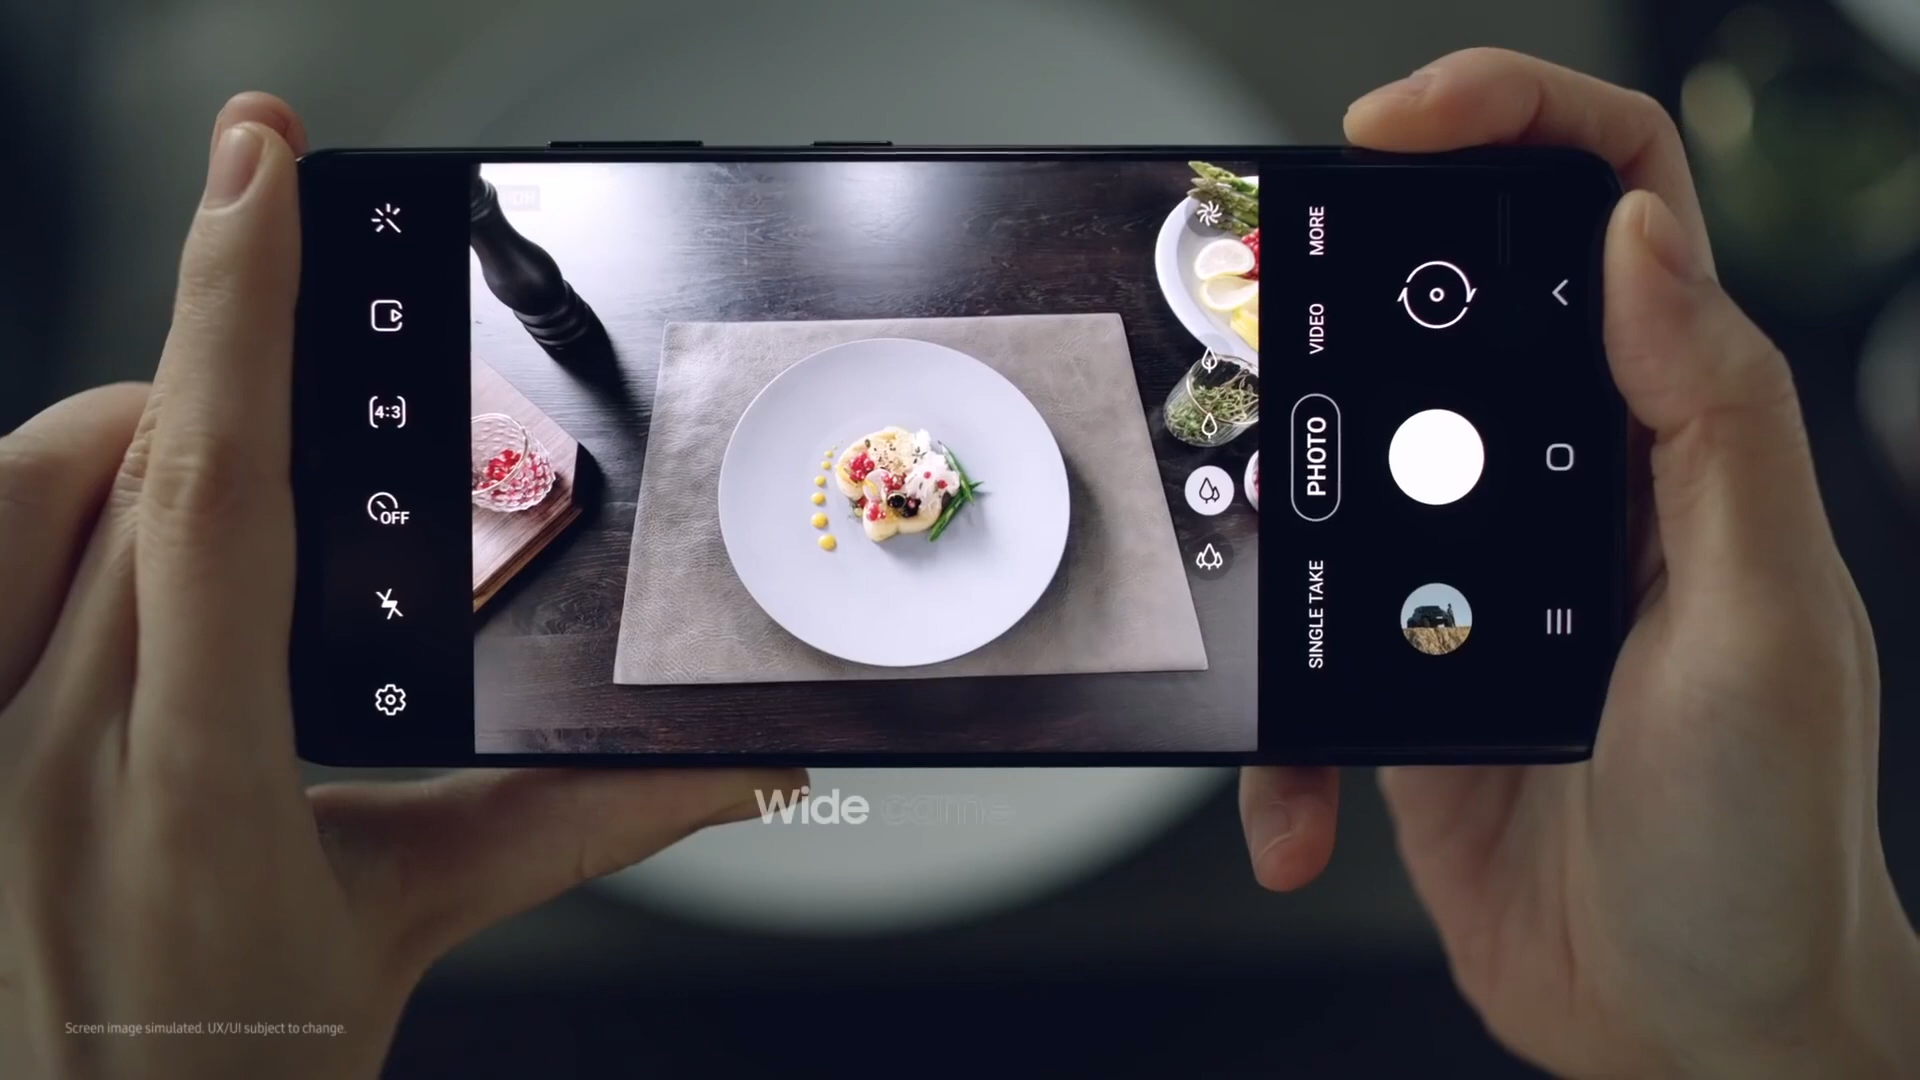 4:3
OFF
MORE
VIDEO
PHOTO
SINGLE TAKE
Wide
Screen image simulated. UX/UI subject to change.